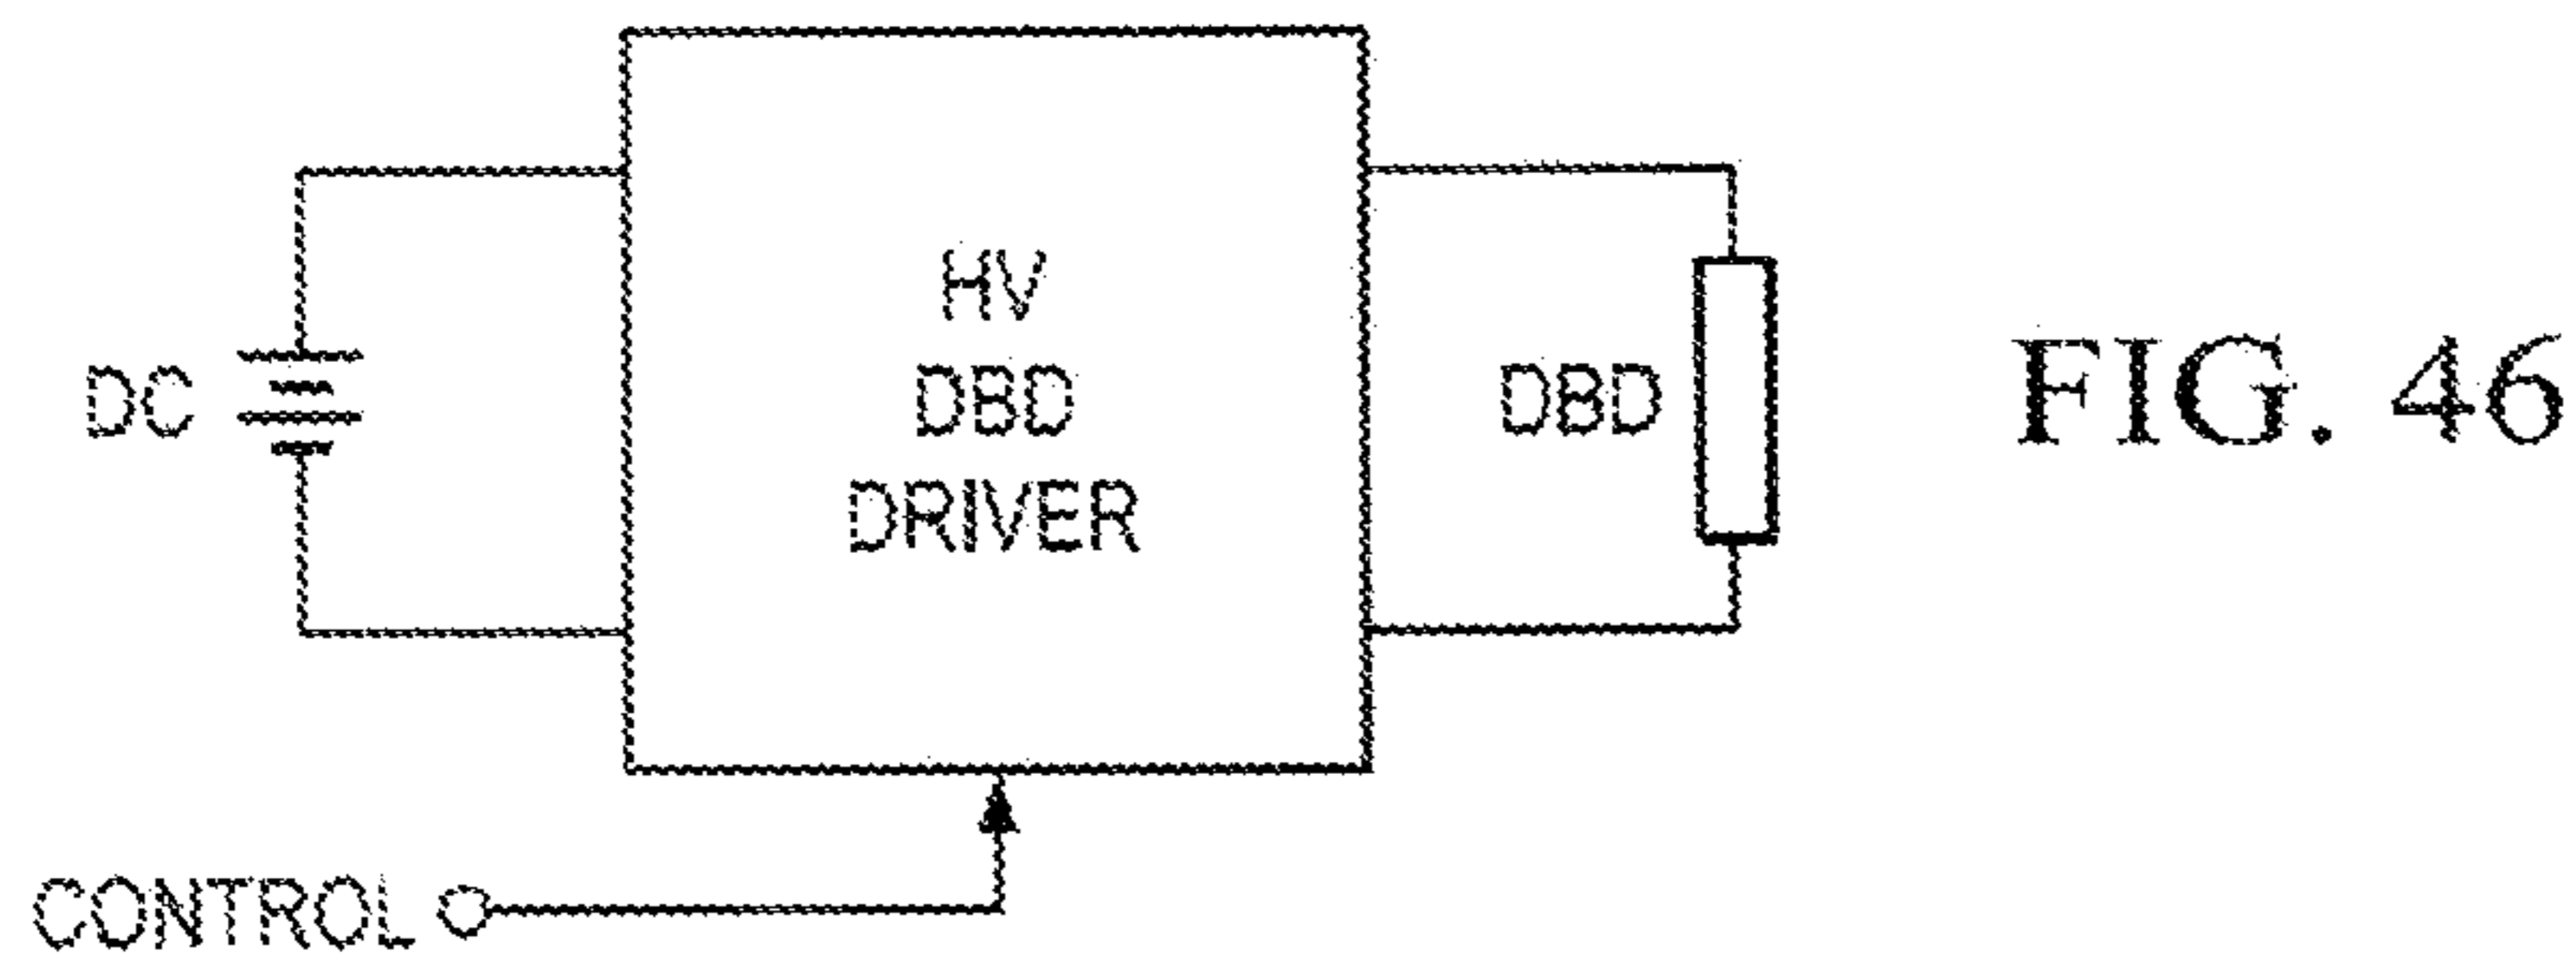 HV
DBD
DRIVER
DC
DBD
FIG. 46
CONTROL